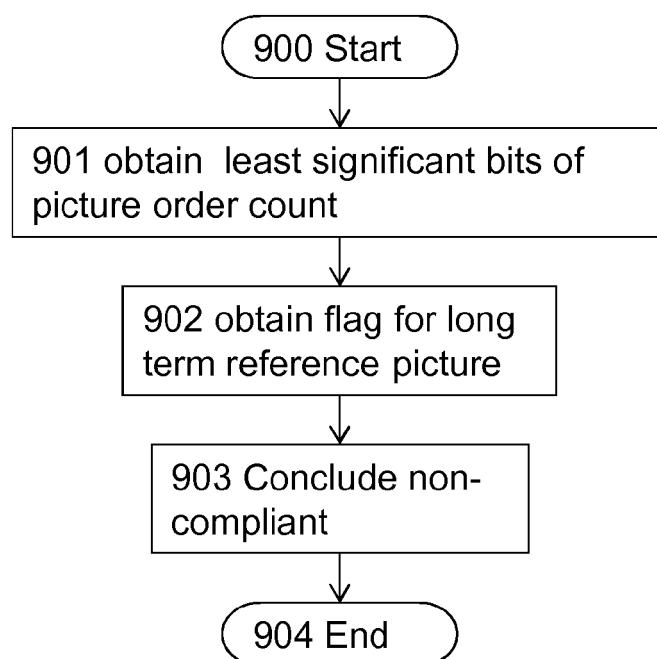 900 Start
901 obtain least significant bits of
picture order count
902 obtain flag for long
term reference picture
903 Conclude non-
compliant
904 End